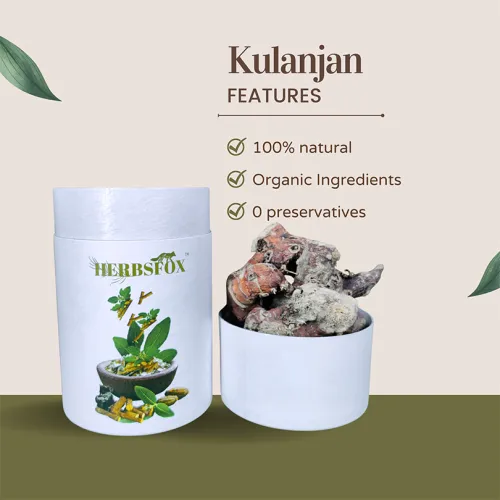 Kulanjan
FEATURES
100% natural
Organic Ingredients
0 preservatives
HERBSFOX